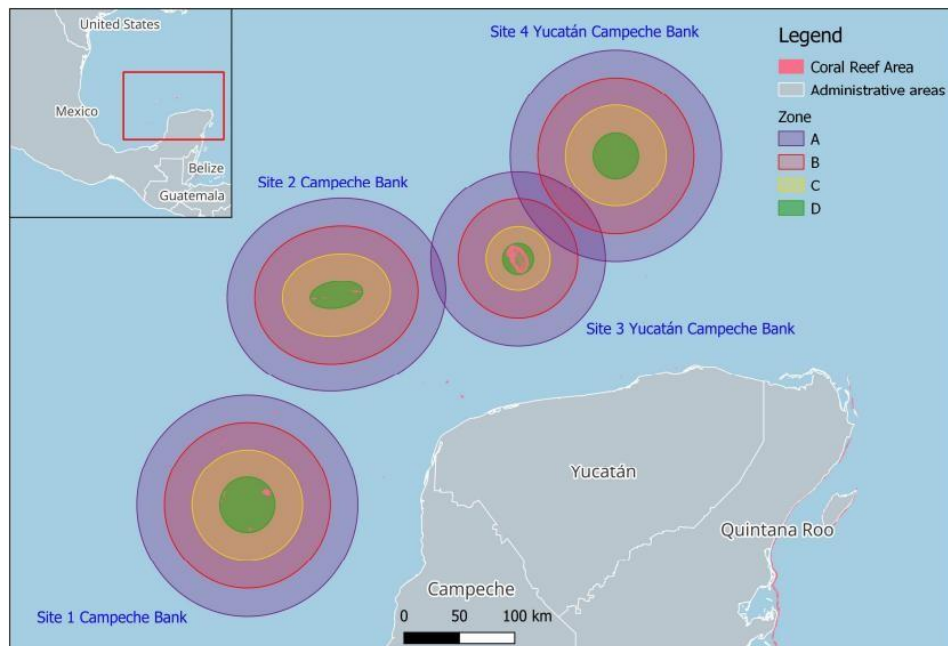 United States
Mexico
Belize
Guatemala
Site 4 Yucatán Campeche Bank
Legend
Coral Reef Area
Administrative areas
Zone
A
B
C
D
Site 2 Campeche Bank
Site 3 Yucatán Campeche Bank
Yucatán
Quintana Roo
Campeche
Site 1 Campeche Bank
0 50 100 km